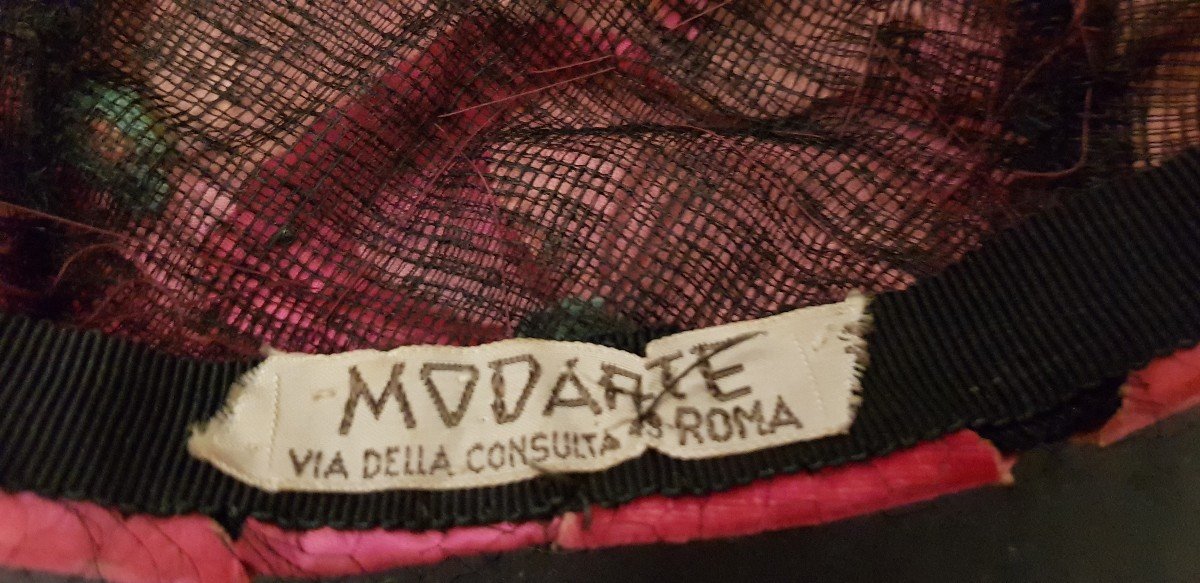 MODARTE
VIA DELLA CONSULTA ROMA